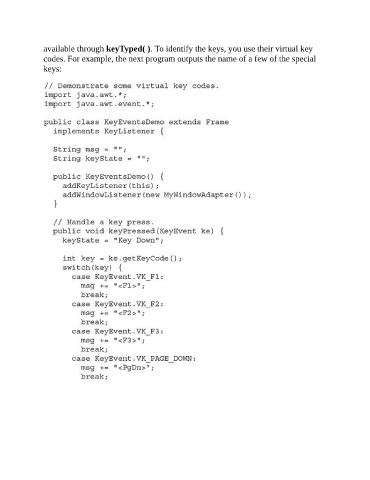 available through keyTyped( ). To identify the keys, you use their virtual key
codes. For example, the next program outputs the name of a few of the special
keys:
// Demonstrate some virtual key codes.
import java.awt.*;
import java.awt.event.*;
public class KeyEventsDemo extends Frame
implements KeyListener {
String msg = "";
String keyState = "";
public KeyEventsDemo() {
addKeyListener(this);
addWindowListener(new MyWindowAdapter());
}
// Handle a key press.
public void keyPressed(KeyEvent ke) {
keyState = "Key Down";
int key = ke.getKeyCode();
switch(key) {
case KeyEvent.VK_F1:
msg += "<F1>";
break;
case KeyEvent.VK_F2:
msg += "<F2>";
break;
case KeyEvent.VK_F3:
msg += "<F3>";
break;
case KeyEvent.VK_PAGE_DOWN:
msg += "<PgDn>";
break;